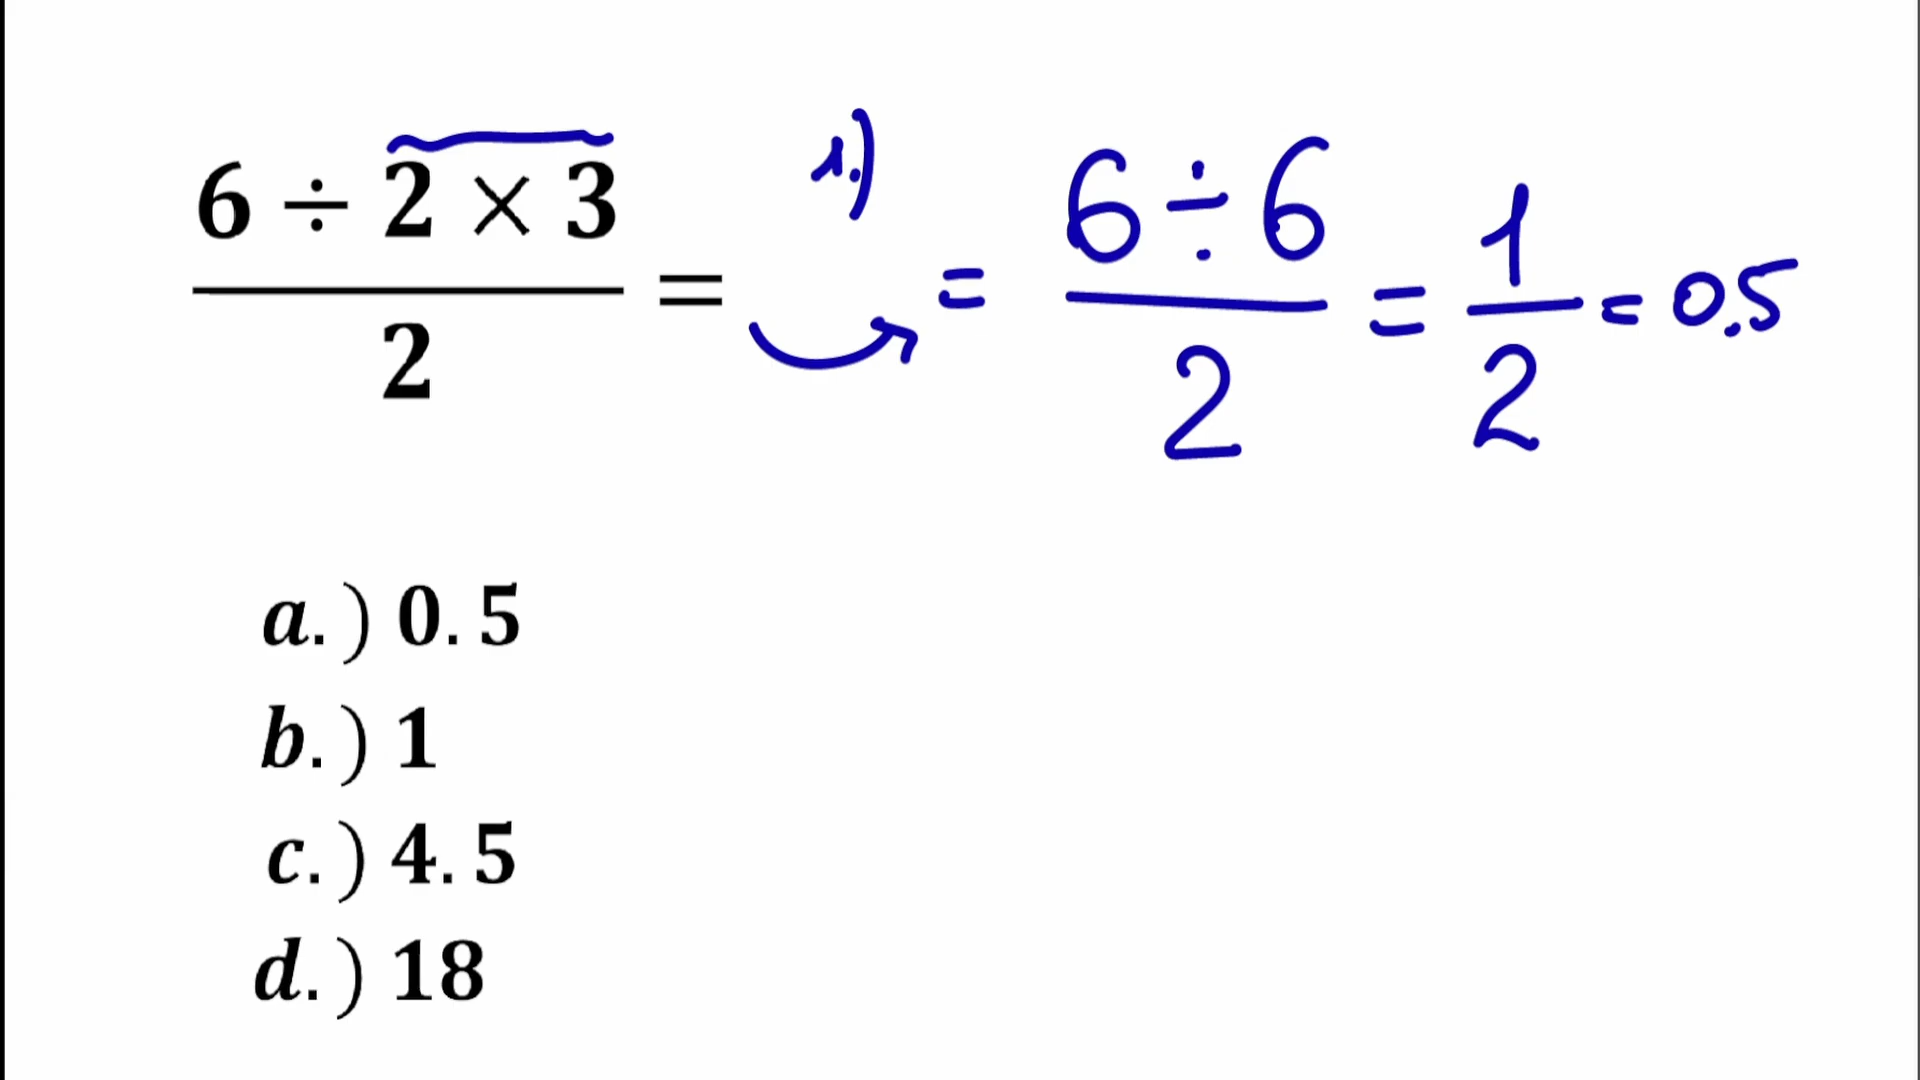 6 ÷ 2 × 3
2
=
1.)
= 6 ÷ 6 / 2 = 1 / 2 = 0.5
a.) 0.5
b.) 1
c.) 4.5
d.) 18